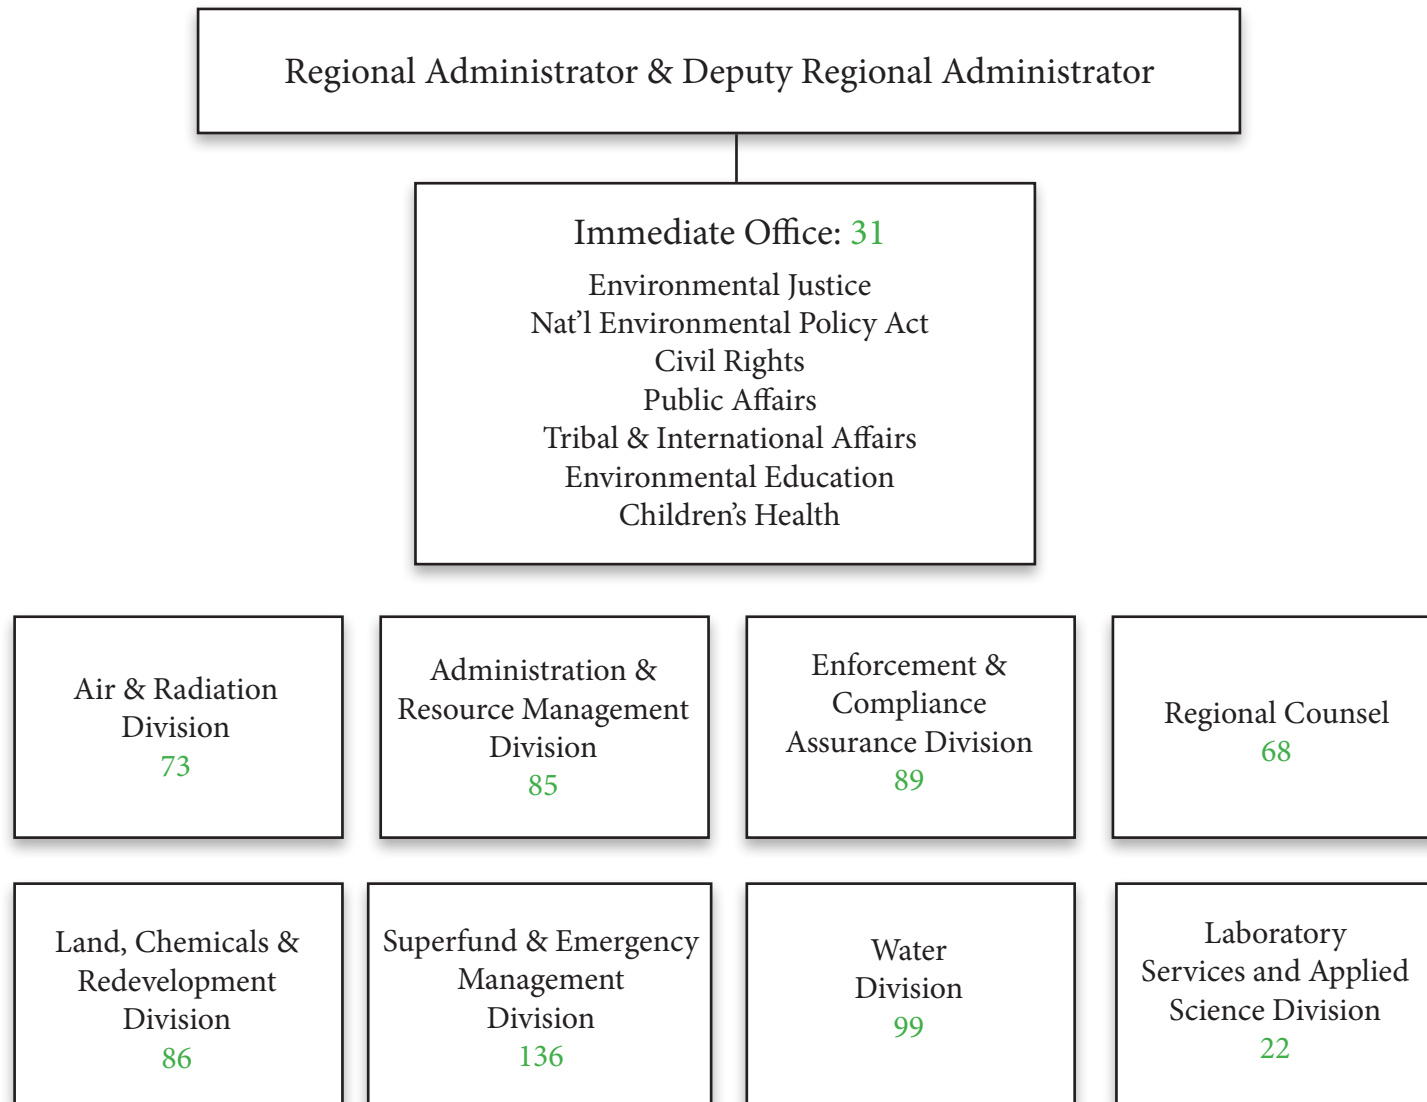 Regional Administrator & Deputy Regional Administrator
Immediate Office: 31
Environmental Justice
Nat’l Environmental Policy Act
Civil Rights
Public Affairs
Tribal & International Affairs
Environmental Education
Children’s Health
Air & Radiation
Division
73
Administration &
Resource Management
Division
85
Enforcement &
Compliance
Assurance Division
89
Regional Counsel
68
Land, Chemicals &
Redevelopment
Division
86
Superfund & Emergency
Management
Division
136
Water
Division
99
Laboratory
Services and Applied
Science Division
22